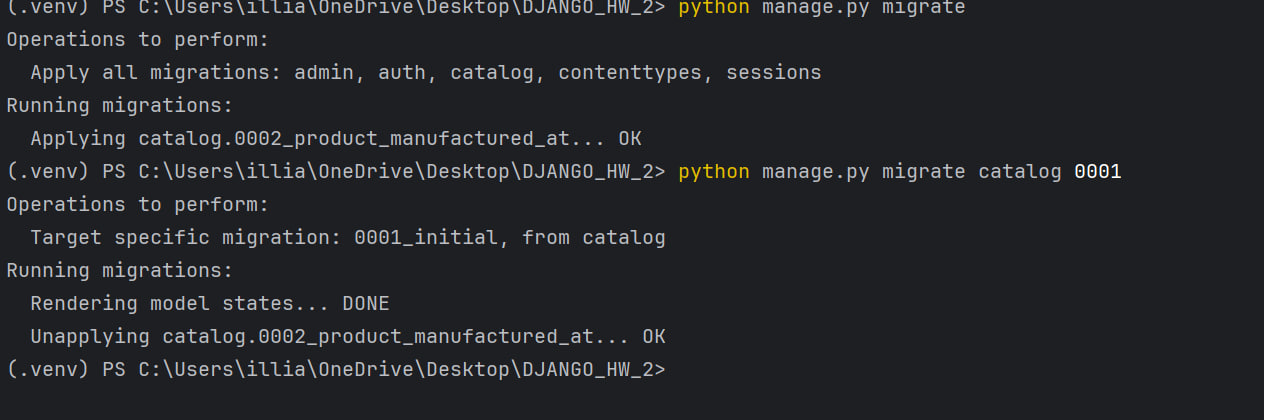 (.venv) PS C:\Users\illia\OneDrive\Desktop\DJANGO_HW_2> python manage.py migrate
Operations to perform:
  Apply all migrations: admin, auth, catalog, contenttypes, sessions
Running migrations:
  Applying catalog.0002_product_manufactured_at... OK
(.venv) PS C:\Users\illia\OneDrive\Desktop\DJANGO_HW_2> python manage.py migrate catalog 0001
Operations to perform:
  Target specific migration: 0001_initial, from catalog
Running migrations:
  Rendering model states... DONE
  Unapplying catalog.0002_product_manufactured_at... OK
(.venv) PS C:\Users\illia\OneDrive\Desktop\DJANGO_HW_2>